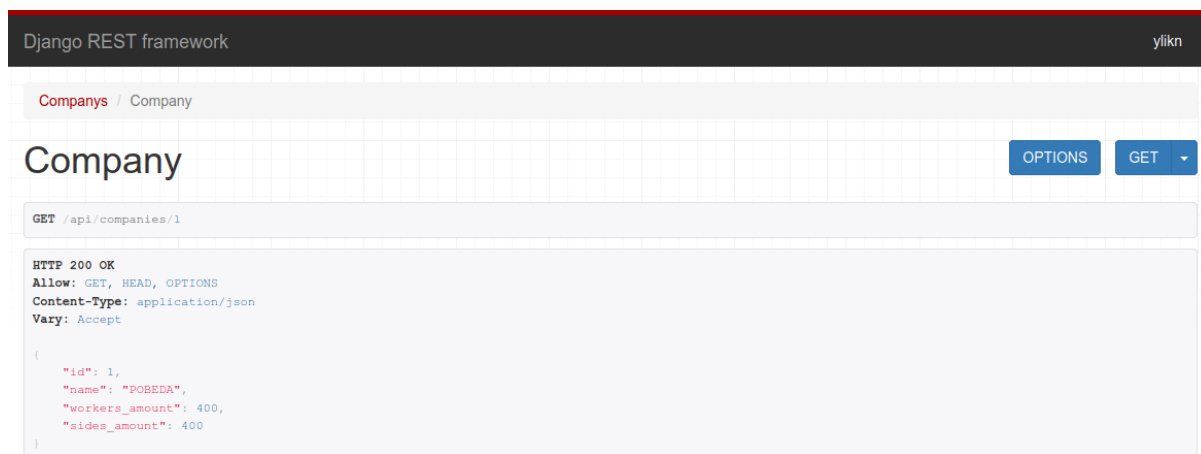 Django REST framework ylikn
Companys / Company
Company OPTIONS GET
GET /api/companies/1
HTTP 200 OK
Allow: GET, HEAD, OPTIONS
Content-Type: application/json
Vary: Accept
{
    "id": 1,
    "name": "POBEDA",
    "workers_amount": 400,
    "sides_amount": 400
}